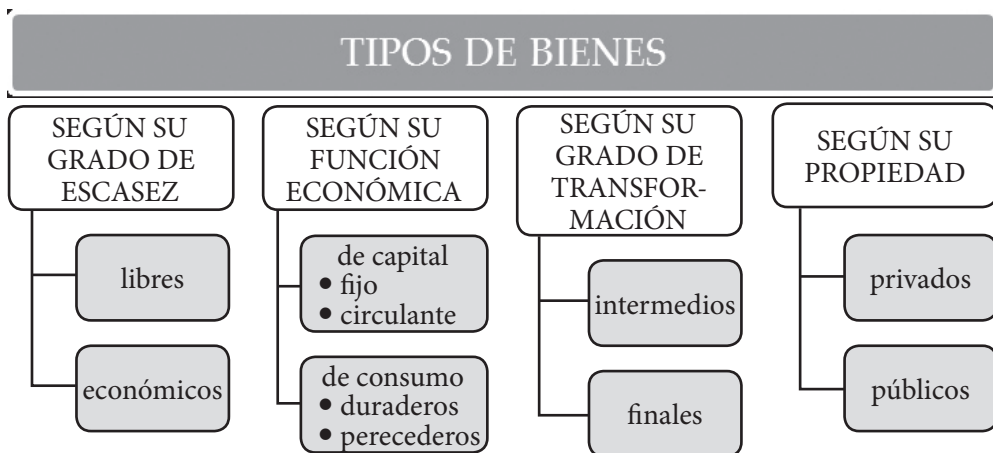 TIPOS DE BIENES
SEGÚN SU
GRADO DE
ESCASEZ
libres
económicos
SEGÚN SU
FUNCIÓN
ECONÓMICA
de capital
• fijo
• circulante
de consumo
• duraderos
• perecederos
SEGÚN SU
GRADO DE
TRANSFOR-
MACIÓN
intermedios
finales
SEGÚN SU
PROPIEDAD
privados
públicos